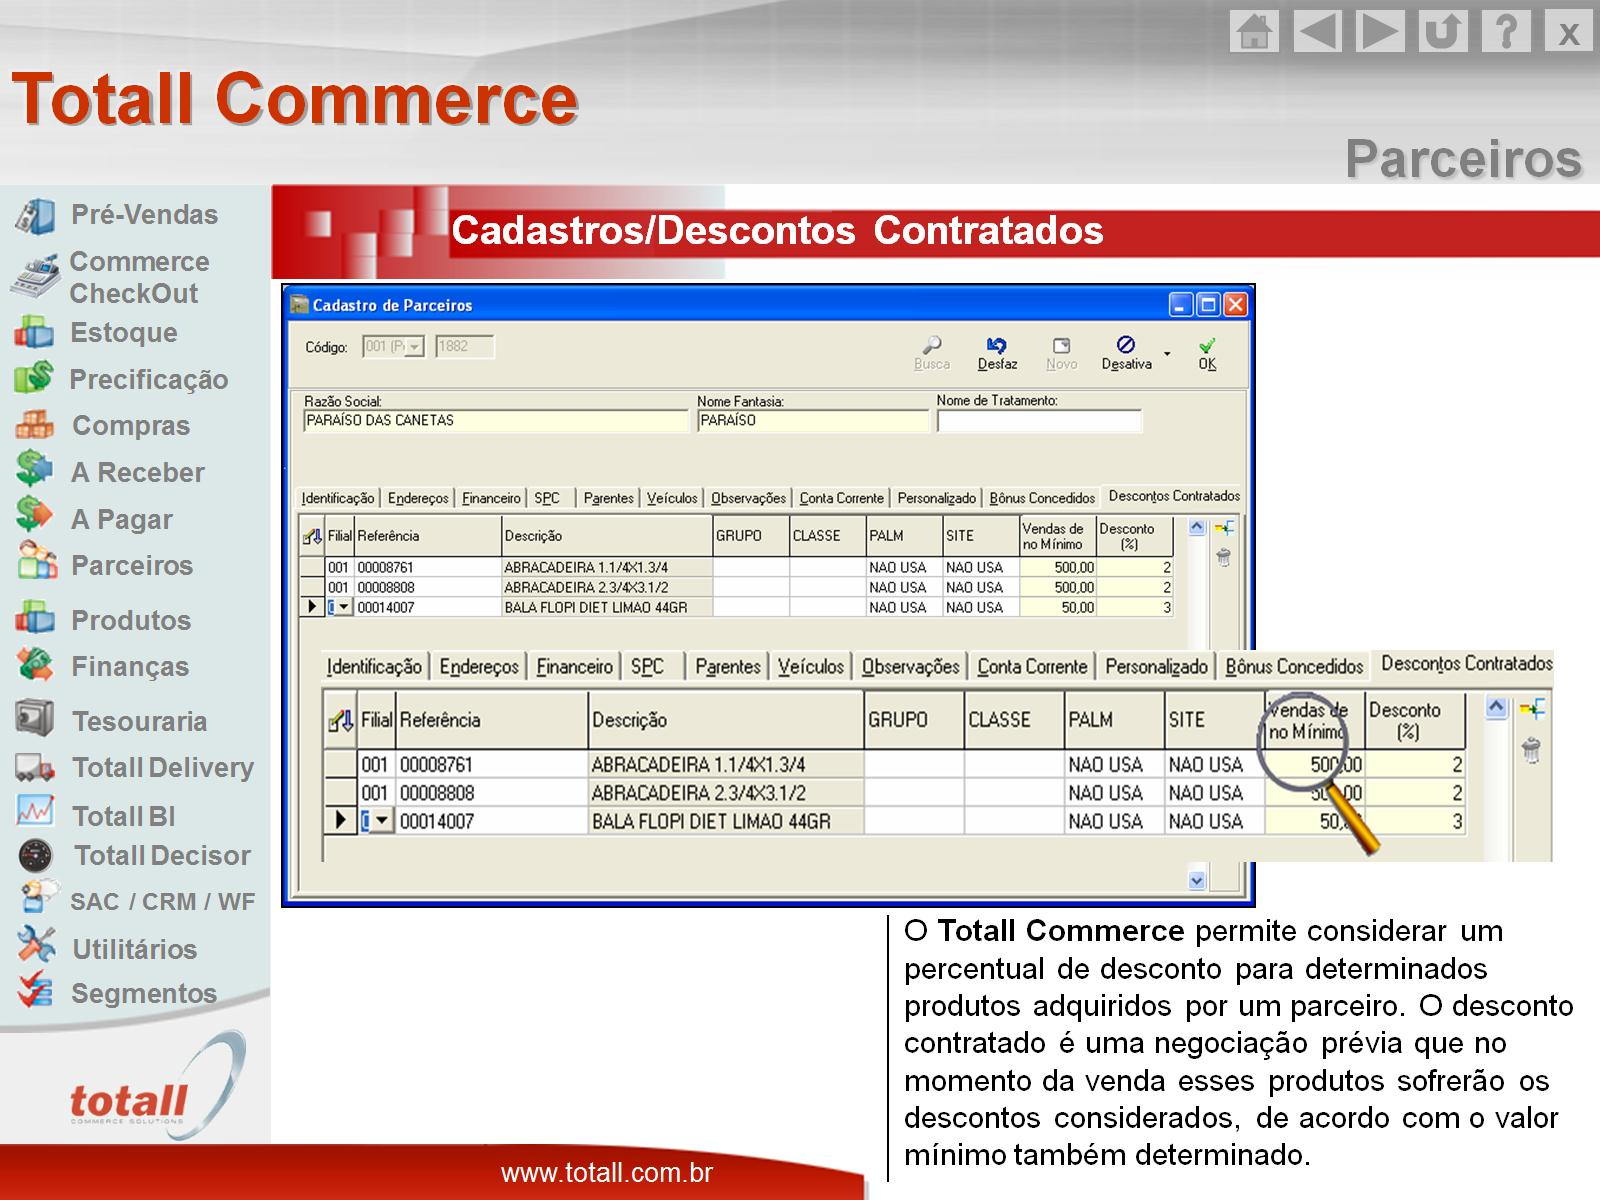 x
Totall Commerce
Parceiros
Cadastros/Descontos Contratados
Pré-Vendas
Commerce
CheckOut
Estoque
Precificação
Compras
A Receber
A Pagar
Parceiros
Produtos
Finanças
Tesouraria
Totall Delivery
Totall BI
Totall Decisor
SAC / CRM / WF
Utilitários
Segmentos
totall
COMMERCE SOLUTIONS
Cadastro de Parceiros
Código: 001 (P 1882 Busca Desfaz Novo Desativa OK
Razão Social: Nome Fantasia: Nome de Tratamento:
PARAÍSO DAS CANETAS PARAÍSO
Identificação Endereços Financeiro SPC Parentes Veículos Observações Conta Corrente Personalizado Bônus Concedidos Descontos Contratados
Filial Referência Descrição GRUPO CLASSE PALM SITE Vendas de no Mínimo Desconto (%)
001 00008761 ABRACADEIRA 1.1/4X1.3/4 NAO USA NAO USA 500,00 2
001 00008808 ABRACADEIRA 2.3/4X3.1/2 NAO USA NAO USA 500,00 2
00014007 BALA FLOPI DIET LIMAO 44GR NAO USA NAO USA 50,00 3
Identificação Endereços Financeiro SPC Parentes Veículos Observações Conta Corrente Personalizado Bônus Concedidos Descontos Contratados
Filial Referência Descrição GRUPO CLASSE PALM SITE Vendas de no Mínimo Desconto (%)
001 00008761 ABRACADEIRA 1.1/4X1.3/4 NAO USA NAO USA 500,00 2
001 00008808 ABRACADEIRA 2.3/4X3.1/2 NAO USA NAO USA 500,00 2
00014007 BALA FLOPI DIET LIMAO 44GR NAO USA NAO USA 50, 3
O Totall Commerce permite considerar um
percentual de desconto para determinados
produtos adquiridos por um parceiro. O desconto
contratado é uma negociação prévia que no
momento da venda esses produtos sofrerão os
descontos considerados, de acordo com o valor
mínimo também determinado.
www.totall.com.br